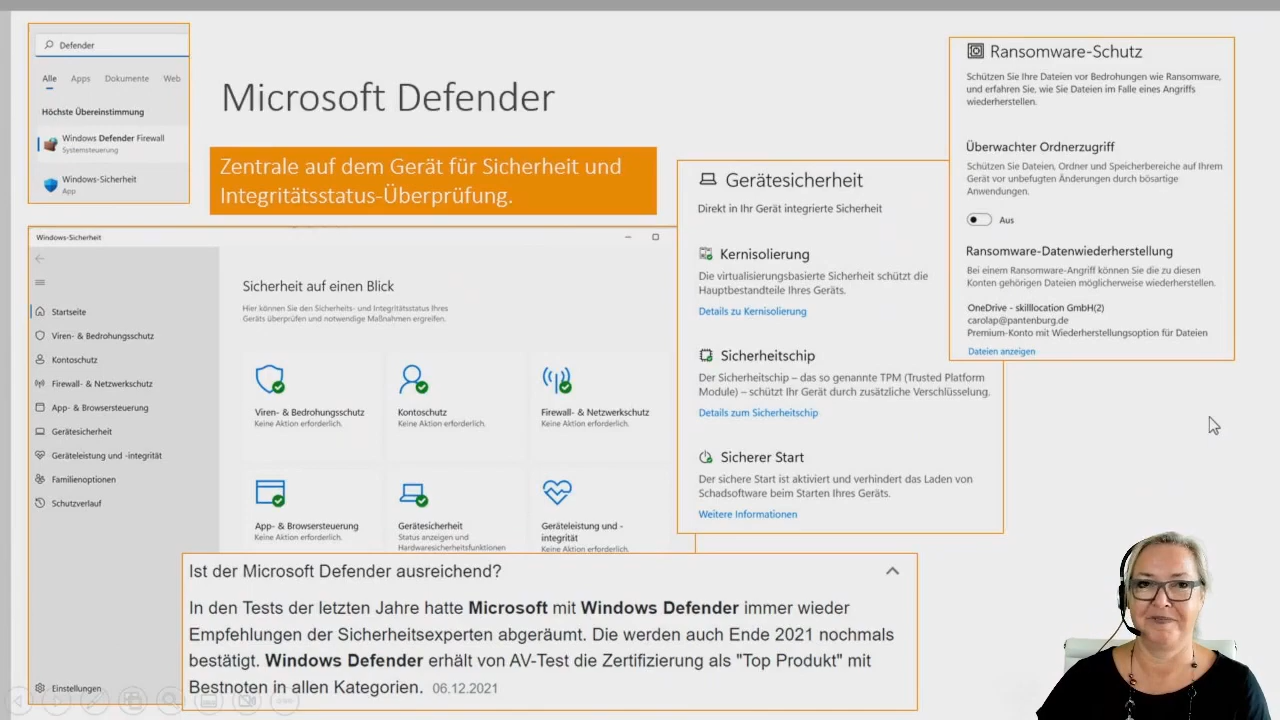 Defender
Alle Apps Dokumente Web
Höchste Übereinstimmung
Windows Defender Firewall
Systemsteuerung
Windows-Sicherheit
App
Microsoft Defender
Zentrale auf dem Gerät für Sicherheit und
Integritätsstatus-Überprüfung.
Windows-Sicherheit
Startseite
Viren- & Bedrohungsschutz
Kontoschutz
Firewall- & Netzwerkschutz
App- & Browsersteuerung
Gerätesicherheit
Geräteleistung und -integrität
Familienoptionen
Schutzverlauf
Einstellungen
Sicherheit auf einen Blick
Hier können Sie den Sicherheits- und Integritätsstatus Ihres
Geräts überprüfen und notwendige Maßnahmen ergreifen.
Viren- & Bedrohungsschutz
Keine Aktion erforderlich.
Kontoschutz
Keine Aktion erforderlich.
Firewall- & Netzwerkschutz
Keine Aktion erforderlich.
App- & Browsersteuerung
Keine Aktion erforderlich.
Gerätesicherheit
Status anzeigen und
Hardwaresicherheitsfunktionen
Geräteleistung und -
integrität
Keine Aktion erforderlich.
Gerätesicherheit
Direkt in Ihr Gerät integrierte Sicherheit
Kernisolierung
Die virtualisierungsbasierte Sicherheit schützt die
Hauptbestandteile Ihres Geräts.
Details zu Kernisolierung
Sicherheitschip
Der Sicherheitschip – das so genannte TPM (Trusted Platform
Module) – schützt Ihr Gerät durch zusätzliche Verschlüsselung.
Details zum Sicherheitschip
Sicherer Start
Der sichere Start ist aktiviert und verhindert das Laden von
Schadsoftware beim Starten Ihres Geräts.
Weitere Informationen
Ransomware-Schutz
Schützen Sie Ihre Dateien vor Bedrohungen wie Ransomware,
und erfahren Sie, wie Sie Dateien im Falle eines Angriffs
wiederherstellen.
Überwachter Ordnerzugriff
Schützen Sie Dateien, Ordner und Speicherbereiche auf Ihrem
Gerät vor unbefugten Änderungen durch bösartige
Anwendungen.
Aus
Ransomware-Datenwiederherstellung
Bei einem Ransomware-Angriff können Sie die zu diesen
Konten gehörigen Dateien möglicherweise wiederherstellen.
OneDrive - skilllocation GmbH(2)
carolap@pantenburg.de
Premium-Konto mit Wiederherstellungsoption für Dateien
Dateien anzeigen
Ist der Microsoft Defender ausreichend?
In den Tests der letzten Jahre hatte Microsoft mit Windows Defender immer wieder
Empfehlungen der Sicherheitsexperten abgeräumt. Die werden auch Ende 2021 nochmals
bestätigt. Windows Defender erhält von AV-Test die Zertifizierung als "Top Produkt" mit
Bestnoten in allen Kategorien. 06.12.2021